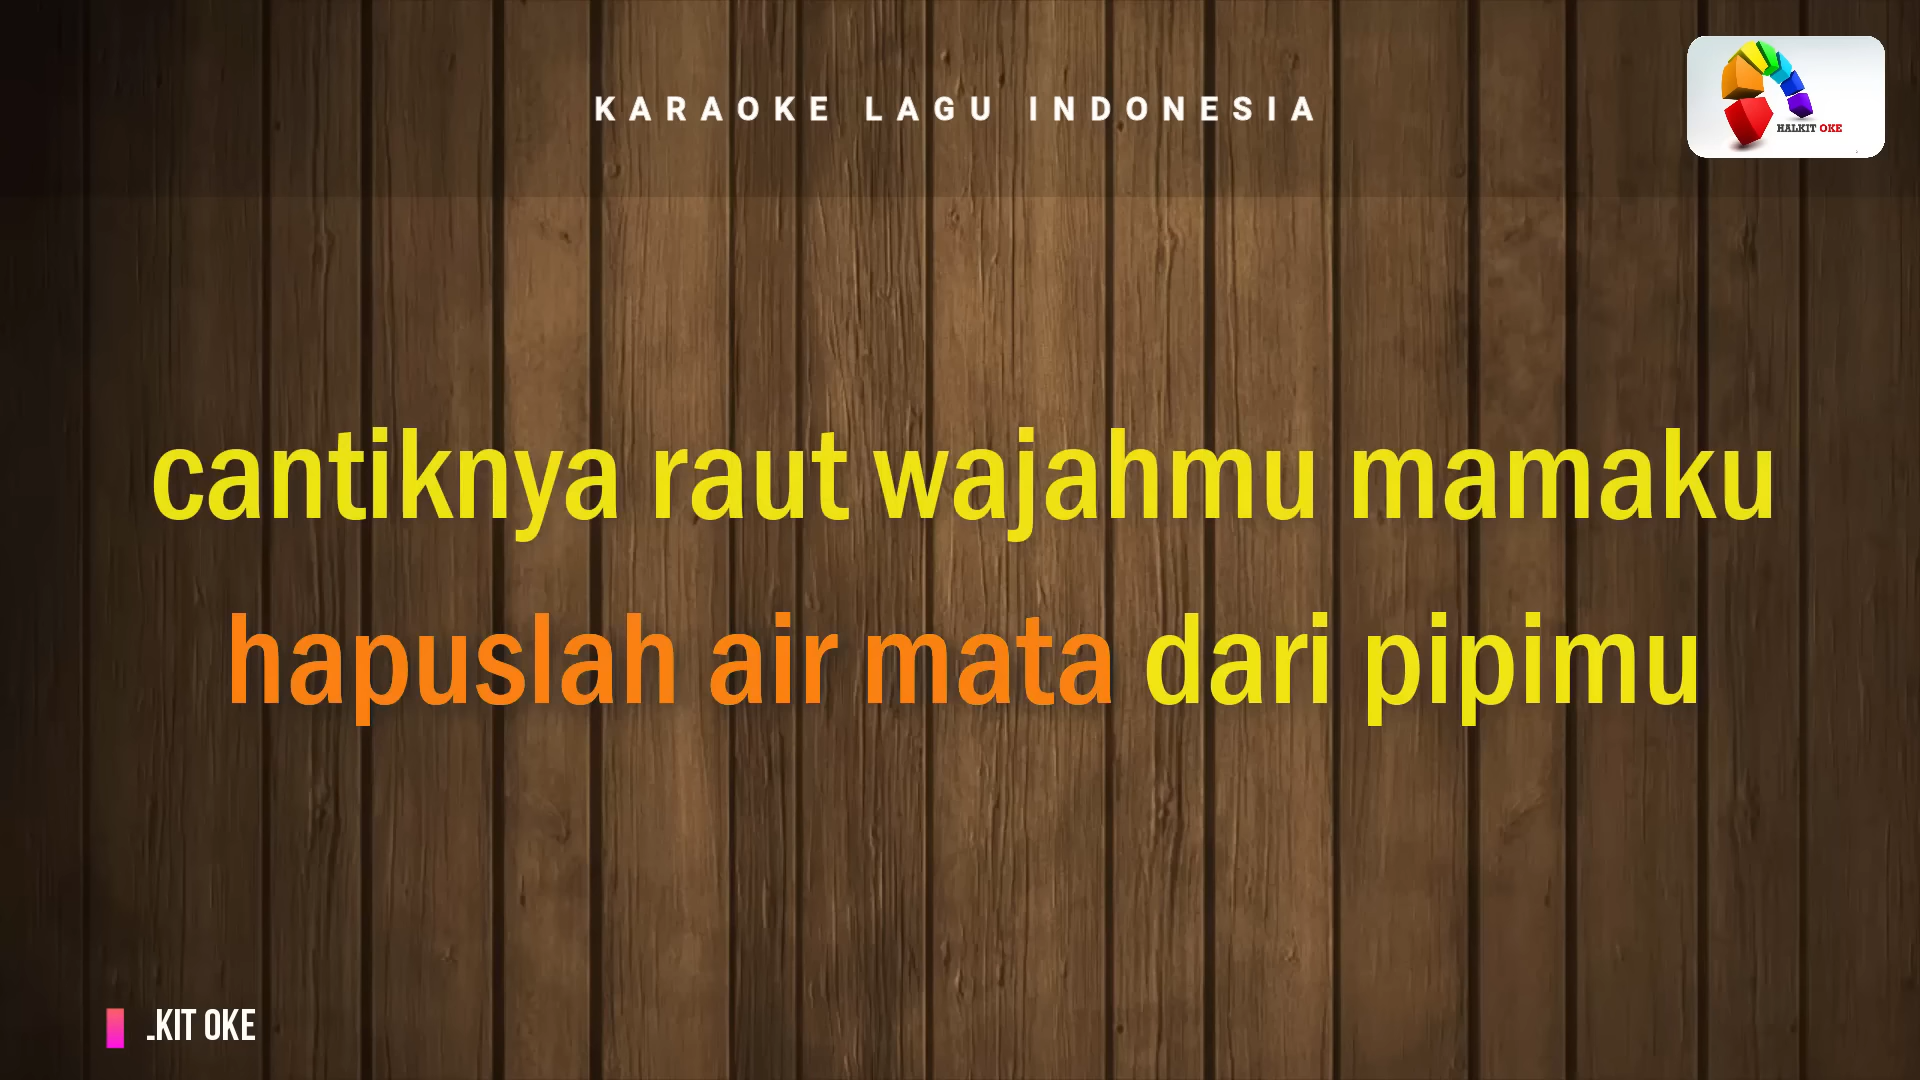 KARAOKE LAGU INDONESIA
HALKIT OKE
cantiknya raut wajahmu mamaku
hapuslah air mata dari pipimu
.KIT OKE